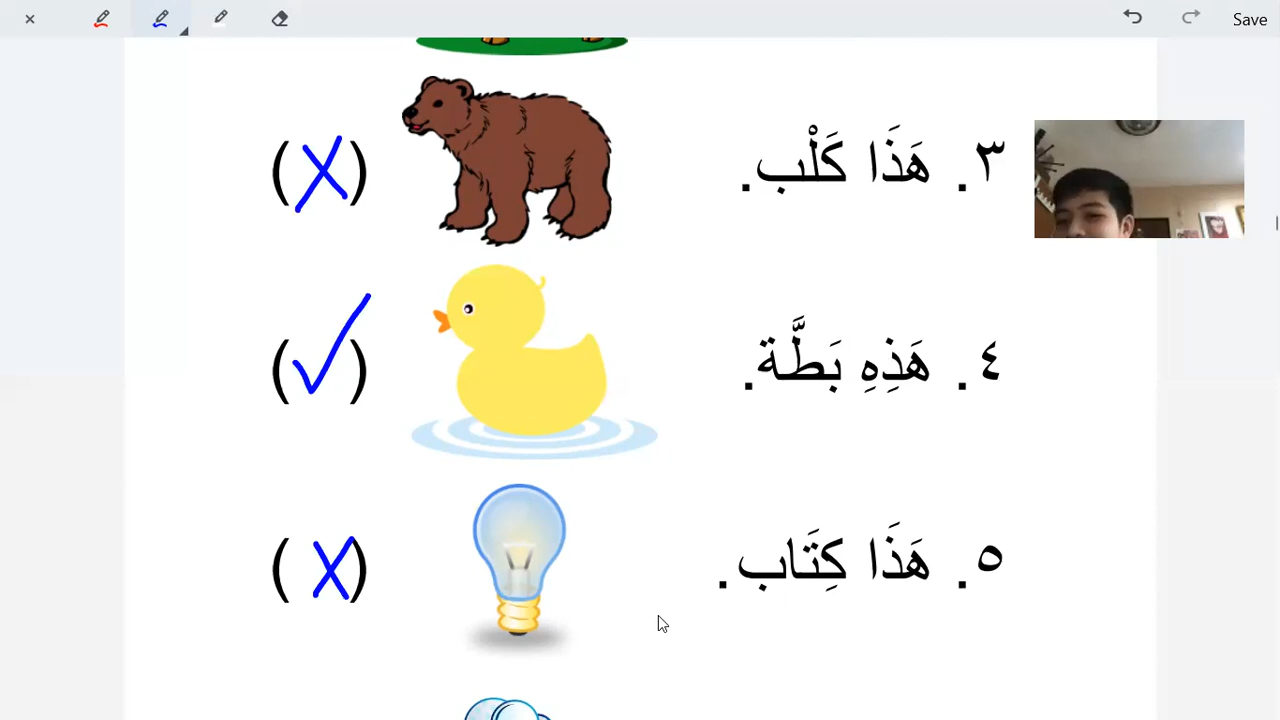 Save
٣. هَذَا كَلْب. ( X )
٤. هَذِهِ بَطَّة. ( ✓ )
٥. هَذَا كِتَاب. ( X )